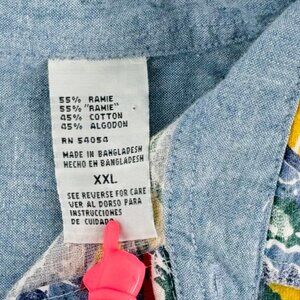 55% RAMIE
55% "RAMIE"
45% COTTON
45% ALGODON
RN 54054
MADE IN BANGLADESH
HECHO EN BANGLADESH
XXL
SEE REVERSE FOR CARE
VER AL DORSO PARA
INSTRUCCIONES
DE CUIDADO